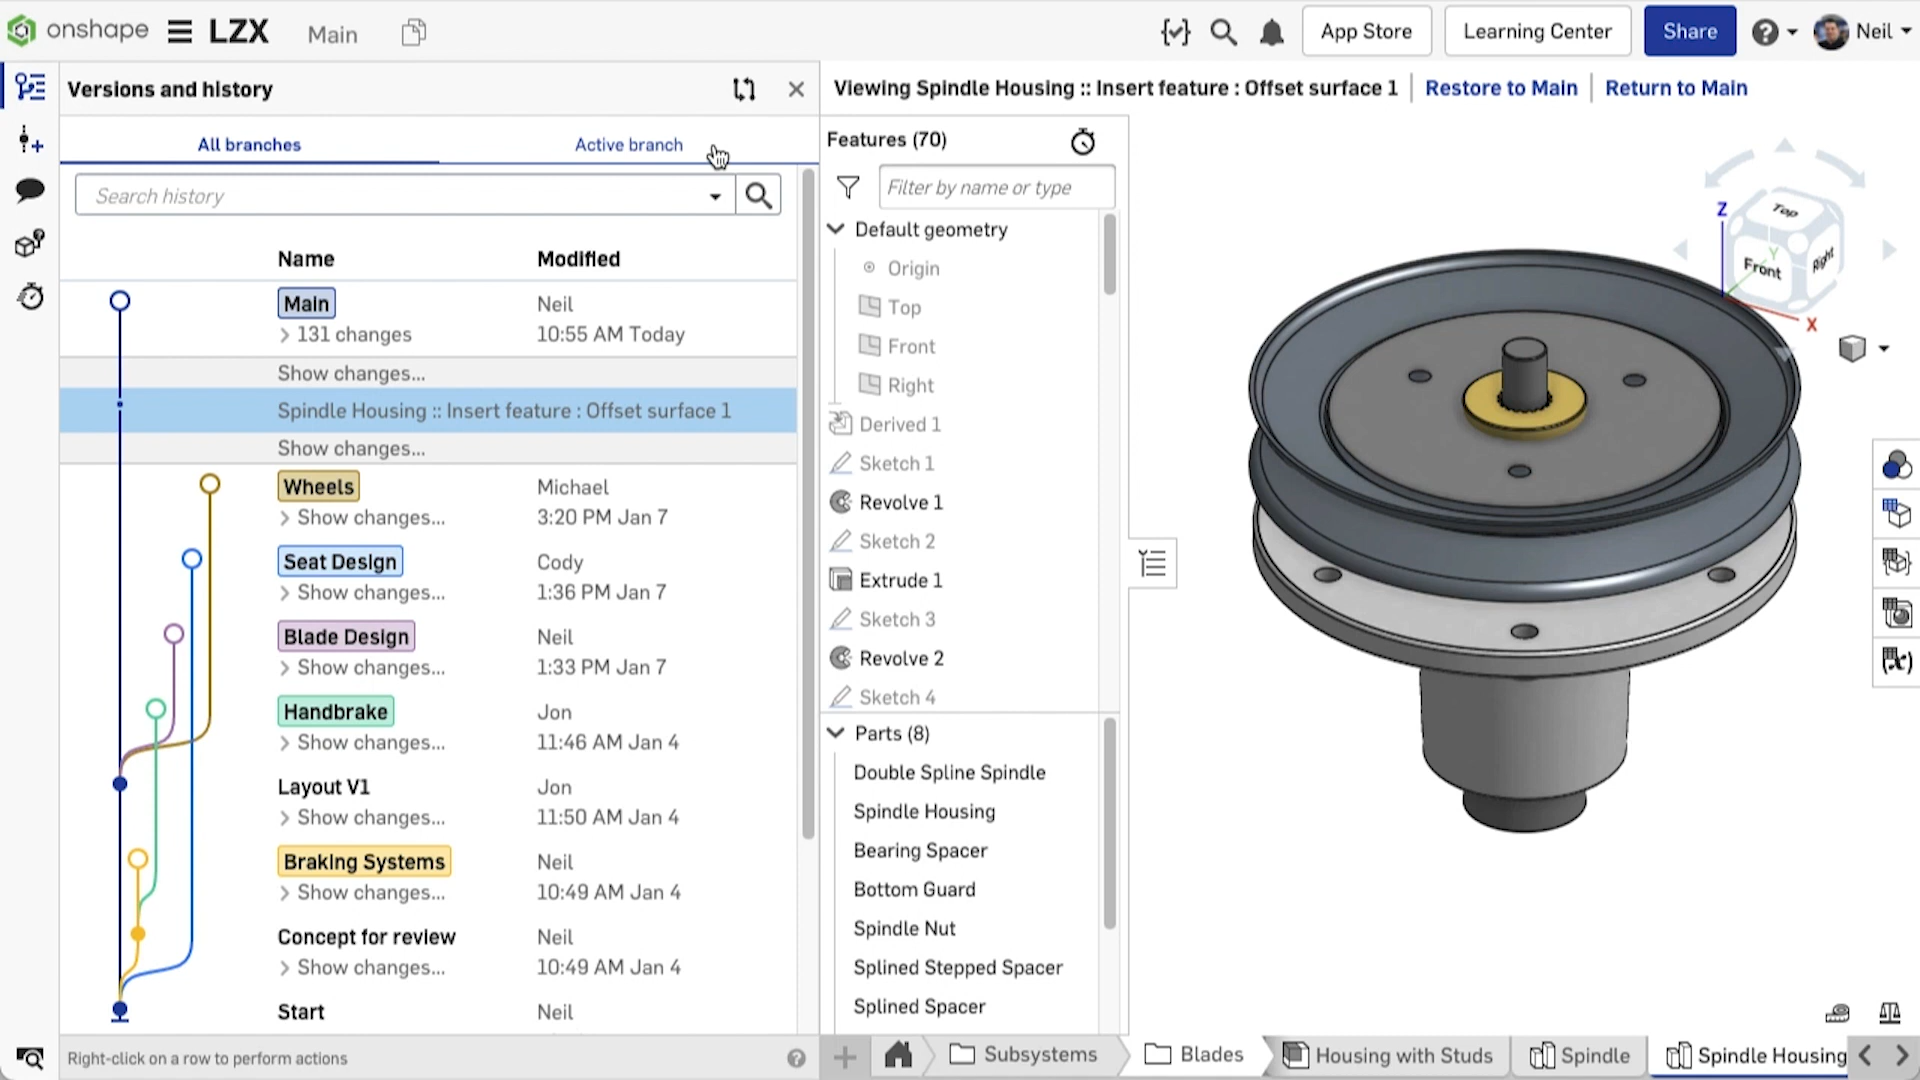 onshape LZX Main
App Store Learning Center Share Neil
Versions and history
Viewing Spindle Housing :: Insert feature : Offset surface 1 Restore to Main Return to Main
All branches Active branch
Search history
Name Modified
Main Neil
131 changes 10:55 AM Today
Show changes...
Spindle Housing :: Insert feature : Offset surface 1
Show changes...
Wheels Michael
Show changes... 3:20 PM Jan 7
Seat Design Cody
Show changes... 1:36 PM Jan 7
Blade Design Neil
Show changes... 1:33 PM Jan 7
Handbrake Jon
Show changes... 11:46 AM Jan 4
Layout V1 Jon
Show changes... 11:50 AM Jan 4
Braking Systems Neil
Show changes... 10:49 AM Jan 4
Concept for review Neil
Show changes... 10:49 AM Jan 4
Start Neil
Right-click on a row to perform actions
Features (70)
Filter by name or type
Default geometry
Origin
Top
Front
Right
Derived 1
Sketch 1
Revolve 1
Sketch 2
Extrude 1
Sketch 3
Revolve 2
Sketch 4
Parts (8)
Double Spline Spindle
Spindle Housing
Bearing Spacer
Bottom Guard
Spindle Nut
Splined Stepped Spacer
Splined Spacer
Z
Top
Y
Front
Right
X
Subsystems Blades Housing with Studs Spindle Spindle Housing